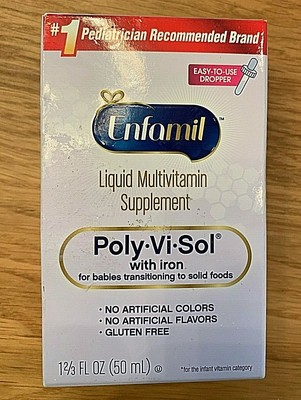 #1 Pediatrician Recommended Brand*
EASY-TO-USE
DROPPER
Enfamil™
Liquid Multivitamin
Supplement
Poly·Vi·Sol®
with iron
for babies transitioning to solid foods
• NO ARTIFICIAL COLORS
• NO ARTIFICIAL FLAVORS
• GLUTEN FREE
1⅔ FL OZ (50 mL) Ⓤ
*for the infant vitamin category